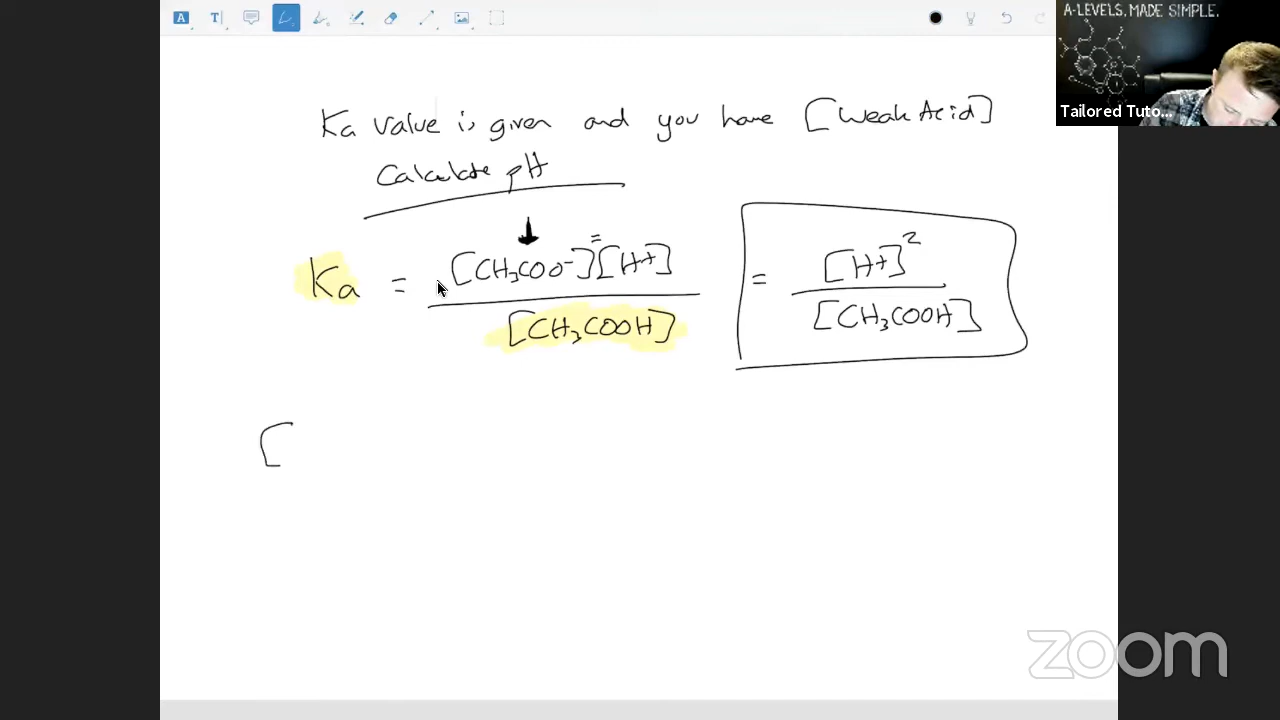 A-LEVELS. MADE SIMPLE.
Tailored Tuto...
Ka value is given and you have [Weak Acid]
Calculate pH
Ka = [CH₃COO⁻] = [H+] / [CH₃COOH] = [H+]² / [CH₃COOH]
[
zoom